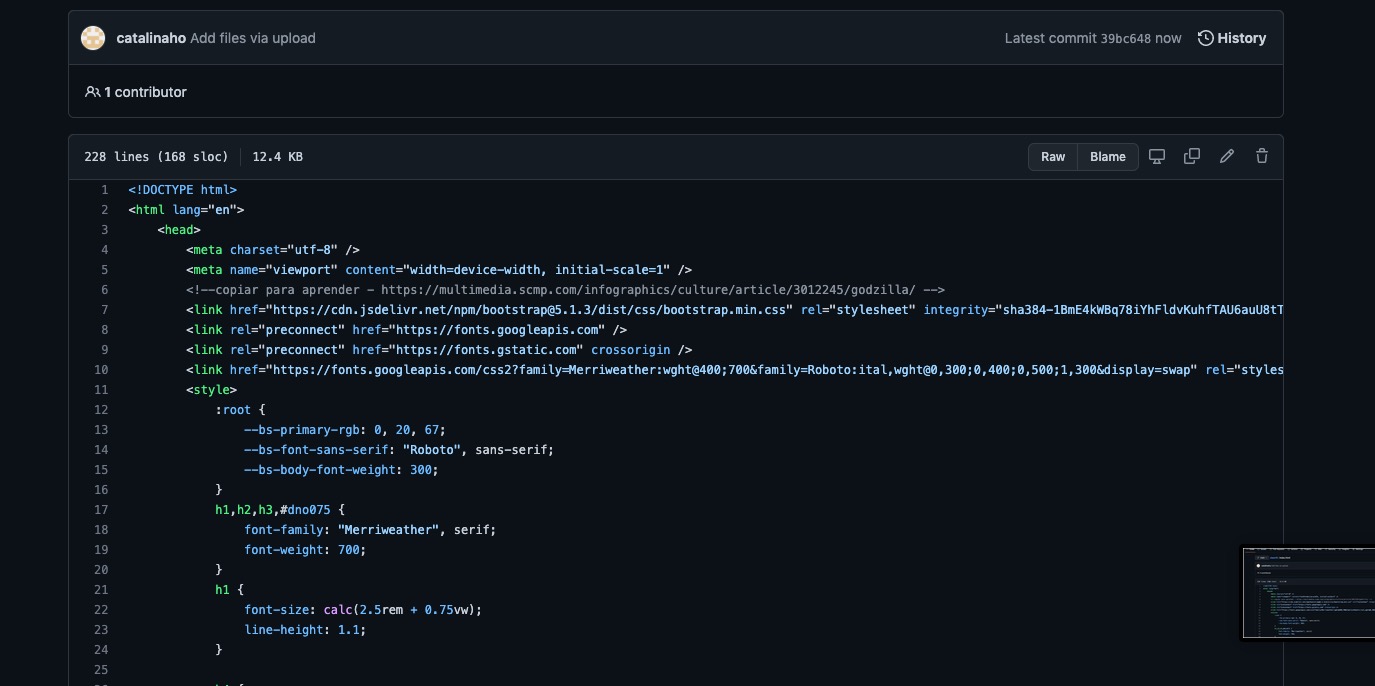 catalinaho Add files via upload
Latest commit 39bc648 now History
1 contributor
228 lines (168 sloc) 12.4 KB
Raw Blame
1 <!DOCTYPE html>
2 <html lang="en">
3 <head>
4 <meta charset="utf-8" />
5 <meta name="viewport" content="width=device-width, initial-scale=1" />
6 <!--copiar para aprender - https://multimedia.scmp.com/infographics/culture/article/3012245/godzilla/ -->
7 <link href="https://cdn.jsdelivr.net/npm/bootstrap@5.1.3/dist/css/bootstrap.min.css" rel="stylesheet" integrity="sha384-1BmE4kWBq78iYhFldvKuhfTAU6auU8tT
8 <link rel="preconnect" href="https://fonts.googleapis.com" />
9 <link rel="preconnect" href="https://fonts.gstatic.com" crossorigin />
10 <link href="https://fonts.googleapis.com/css2?family=Merriweather:wght@400;700&family=Roboto:ital,wght@0,300;0,400;0,500;1,300&display=swap" rel="styles
11 <style>
12 :root {
13 --bs-primary-rgb: 0, 20, 67;
14 --bs-font-sans-serif: "Roboto", sans-serif;
15 --bs-body-font-weight: 300;
16 }
17 h1,h2,h3,#dno075 {
18 font-family: "Merriweather", serif;
19 font-weight: 700;
20 }
21 h1 {
22 font-size: calc(2.5rem + 0.75vw);
23 line-height: 1.1;
24 }
25